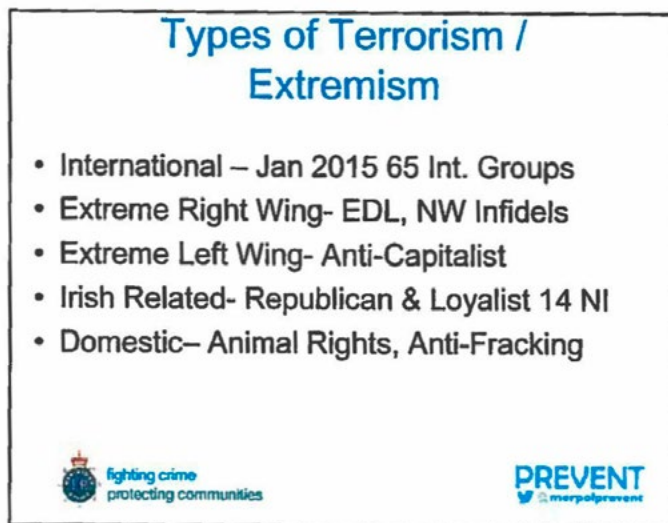 Types of Terrorism /
Extremism
• International – Jan 2015 65 Int. Groups
• Extreme Right Wing- EDL, NW Infidels
• Extreme Left Wing- Anti-Capitalist
• Irish Related- Republican & Loyalist 14 NI
• Domestic– Animal Rights, Anti-Fracking
fighting crime
protecting communities
PREVENT
@merpolprevent